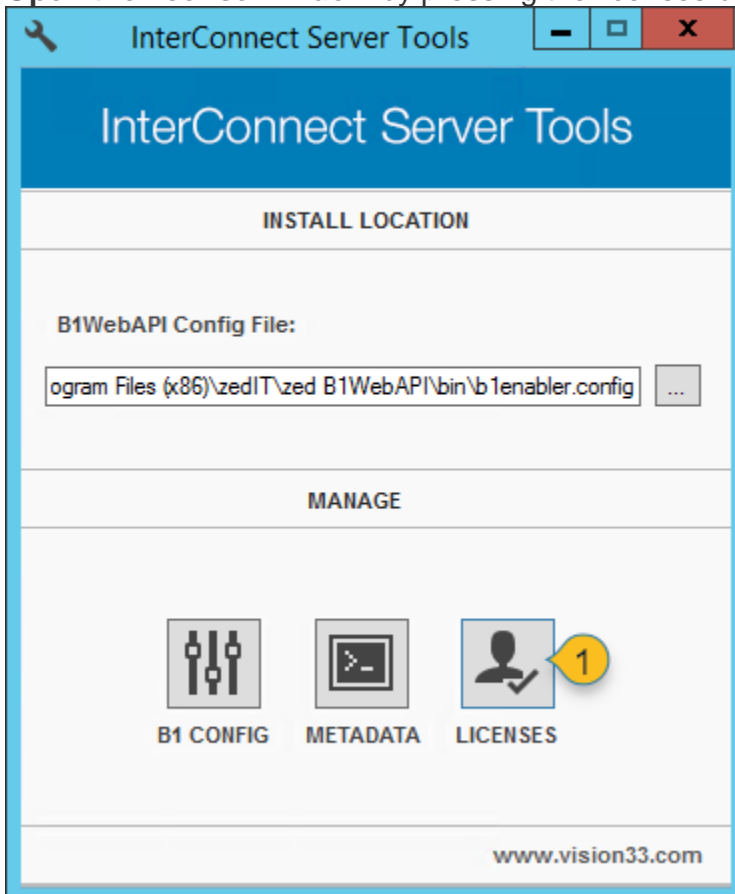 InterConnect Server Tools
InterConnect Server Tools
INSTALL LOCATION
B1WebAPI Config File:
ogram Files (x86)\zedIT\zed B1WebAPI\bin\b1enabler.config ...
MANAGE
1
B1 CONFIG METADATA LICENSES
www.vision33.com